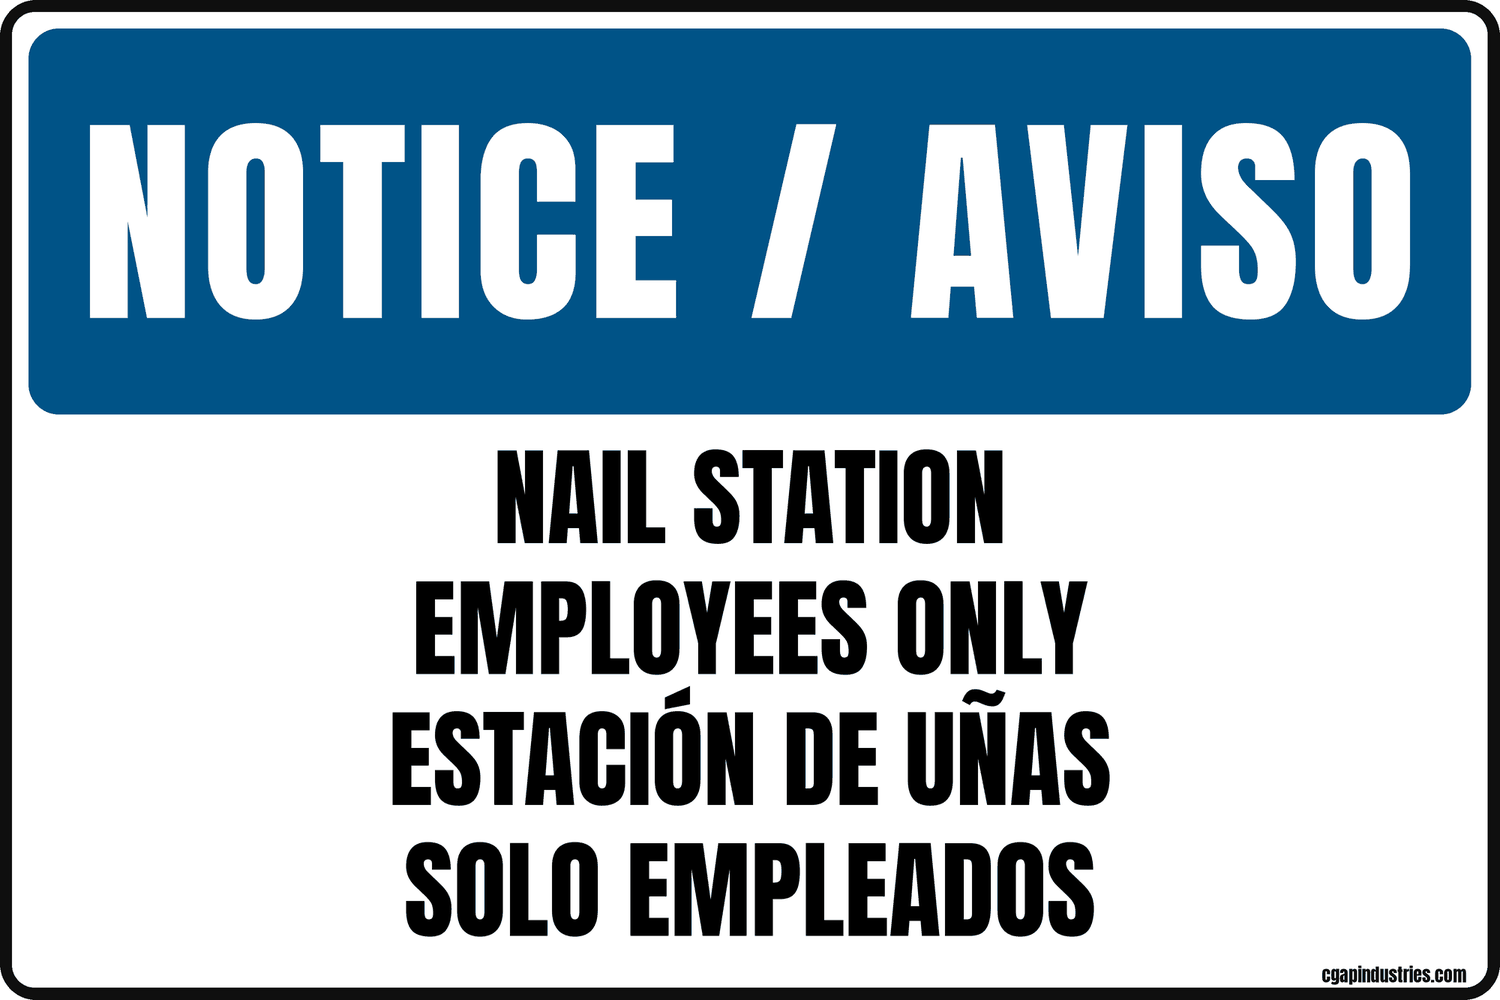 NOTICE / AVISO
NAIL STATION
EMPLOYEES ONLY
ESTACIÓN DE UÑAS
SOLO EMPLEADOS
cgapindustries.com